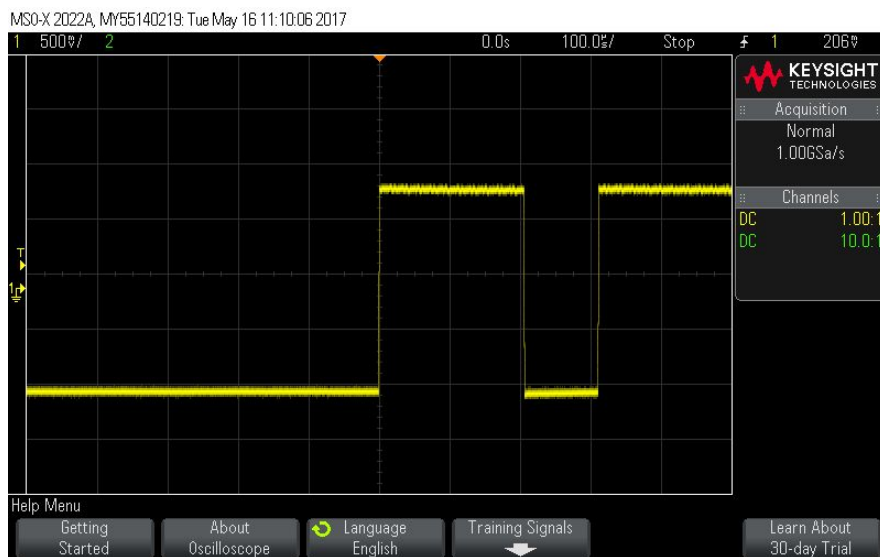 MSO-X 2022A, MY55140219: Tue May 16 11:10:06 2017
1 500mV/ 2 0.0s 100.0us/ Stop 1 206mV
KEYSIGHT
TECHNOLOGIES
Acquisition
Normal
1.00GSa/s
Channels
DC 1.00:1
DC 10.0:1
T
1
Help Menu
Getting Started
About Oscilloscope
Language English
Training Signals
Learn About 30-day Trial